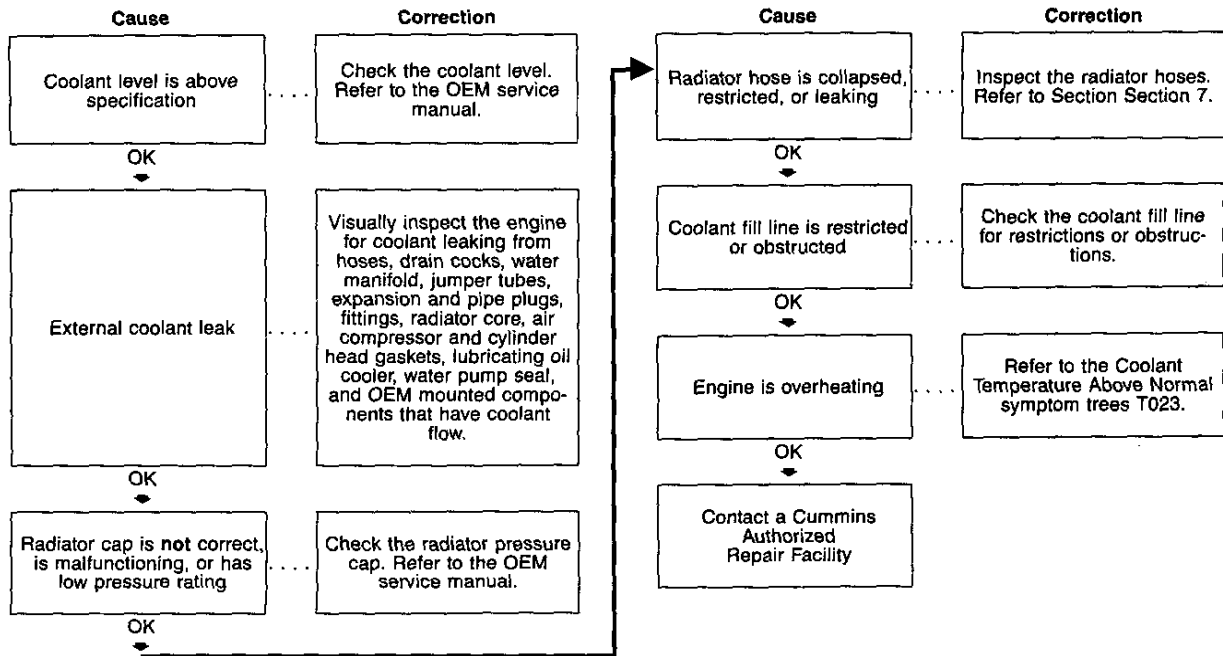 Cause
Correction
Coolant level is above
specification
Check the coolant level.
Refer to the OEM service
manual.
OK
External coolant leak
Visually inspect the engine
for coolant leaking from
hoses, drain cocks, water
manifold, jumper tubes,
expansion and pipe plugs,
fittings, radiator core, air
compressor and cylinder
head gaskets, lubricating oil
cooler, water pump seal,
and OEM mounted compo-
nents that have coolant
flow.
OK
Radiator cap is not correct,
is malfunctioning, or has
low pressure rating
Check the radiator pressure
cap. Refer to the OEM
service manual.
OK
Cause
Correction
Radiator hose is collapsed,
restricted, or leaking
Inspect the radiator hoses.
Refer to Section Section 7.
OK
Coolant fill line is restricted
or obstructed
Check the coolant fill line
for restrictions or obstruc-
tions.
OK
Engine is overheating
Refer to the Coolant
Temperature Above Normal
symptom trees T023.
OK
Contact a Cummins
Authorized
Repair Facility